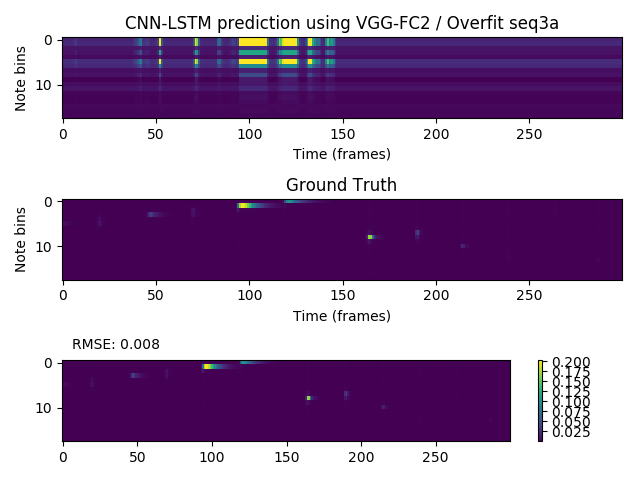 CNN-LSTM prediction using VGG-FC2 / Overfit seq3a
0
10
Note bins
0 50 100 150 200 250
Time (frames)
Ground Truth
0
10
Note bins
0 50 100 150 200 250
Time (frames)
RMSE: 0.008
0
10
0 50 100 150 200 250
0.200
0.175
0.150
0.125
0.100
0.075
0.050
0.025